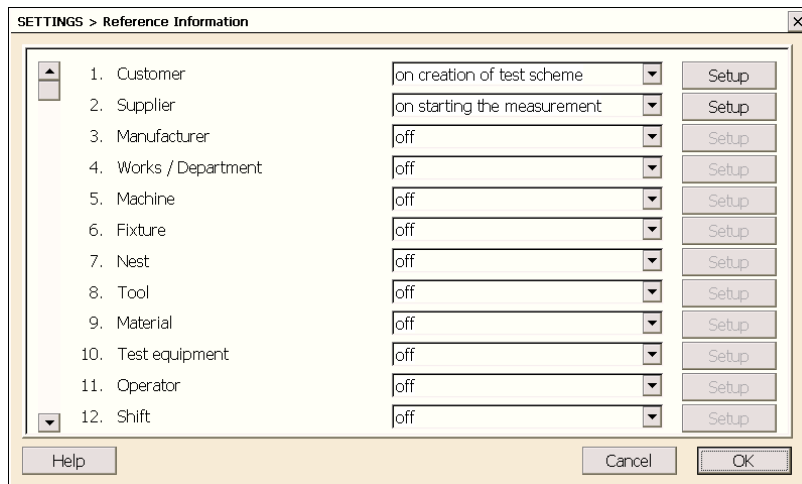 SETTINGS > Reference Information
1. Customer on creation of test scheme Setup
2. Supplier on starting the measurement Setup
3. Manufacturer off Setup
4. Works / Department off Setup
5. Machine off Setup
6. Fixture off Setup
7. Nest off Setup
8. Tool off Setup
9. Material off Setup
10. Test equipment off Setup
11. Operator off Setup
12. Shift off Setup
Help Cancel OK